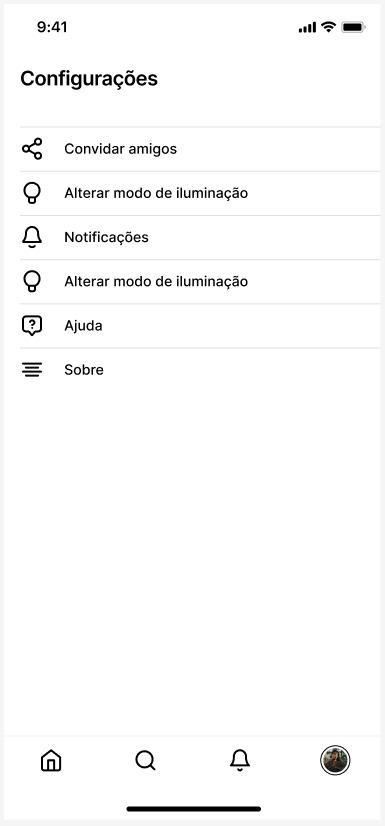 9:41
Configurações
Convidar amigos
Alterar modo de iluminação
Notificações
Alterar modo de iluminação
Ajuda
Sobre